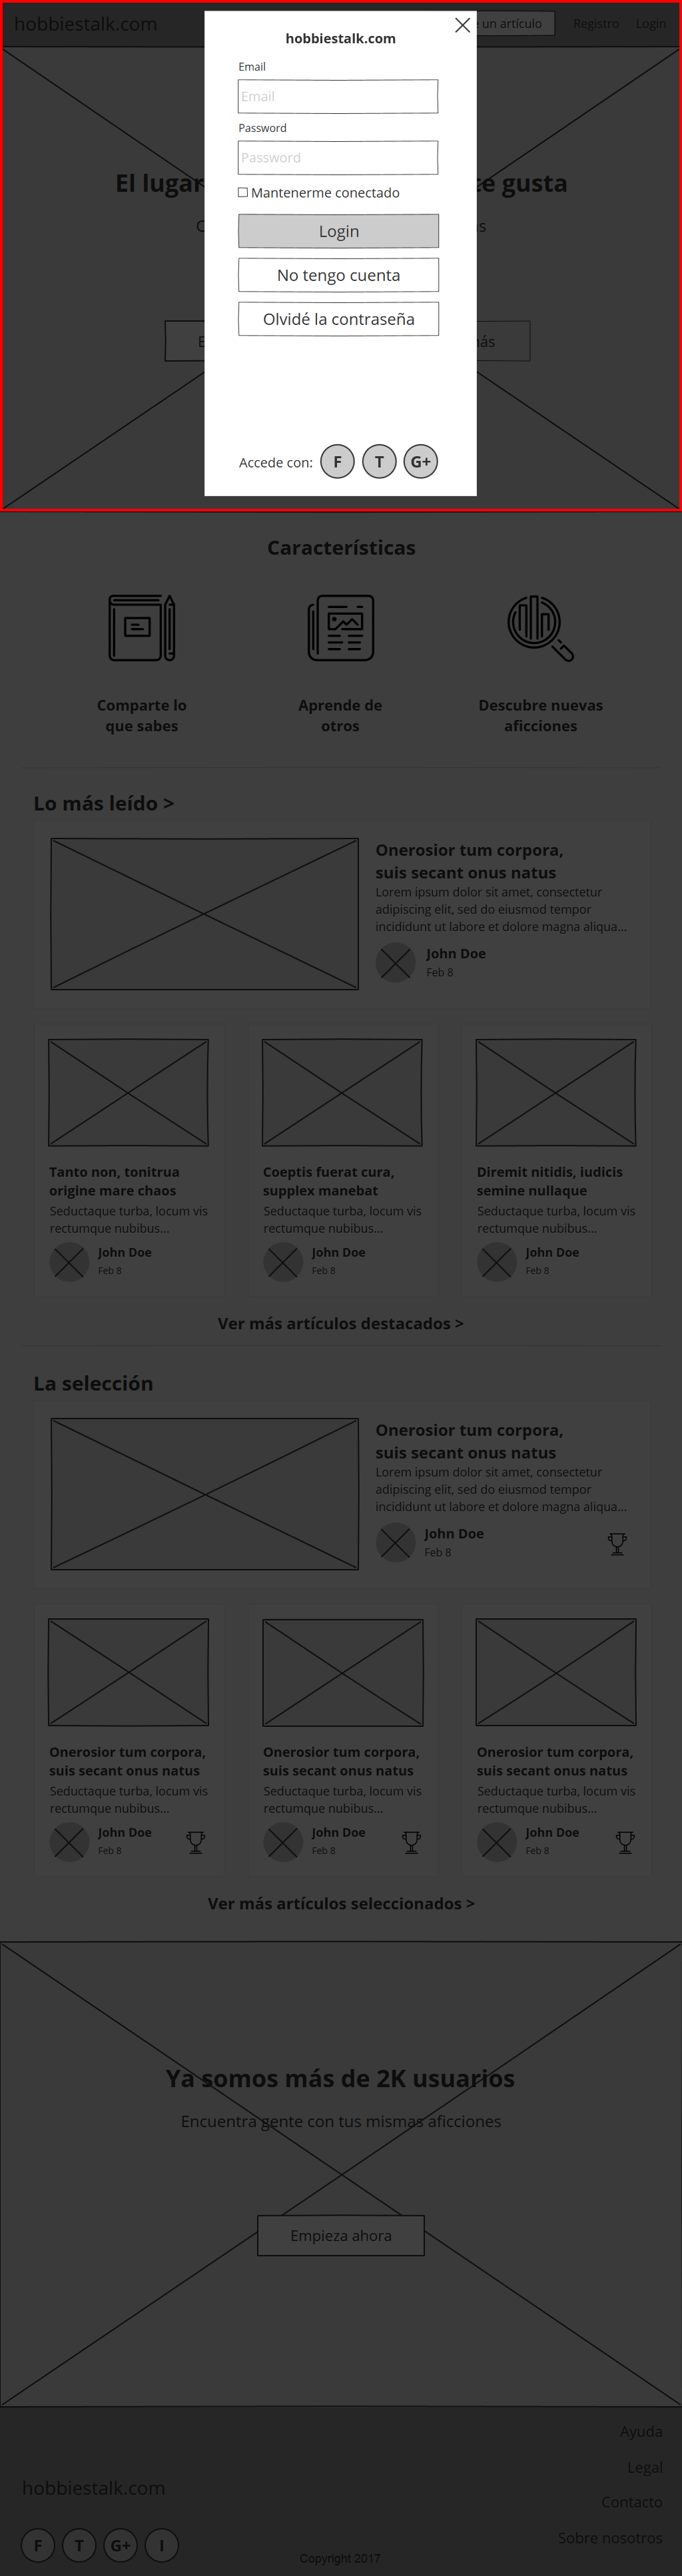 hobbiestalk.com
un artículo
Registro
Login
hobbiestalk.com
Email
Email
Password
Password
Mantenerme conectado
Login
No tengo cuenta
Olvidé la contraseña
Accede con: F T G+
El lugar
te gusta
Características
Comparte lo
que sabes
Aprende de
otros
Descubre nuevas
aficciones
Lo más leído >
Onerosior tum corpora,
suis secant onus natus
Lorem ipsum dolor sit amet, consectetur
adipiscing elit, sed do eiusmod tempor
incididunt ut labore et dolore magna aliqua...
John Doe
Feb 8
Tanto non, tonitrua
origine mare chaos
Seductaque turba, locum vis
rectumque nubibus...
John Doe
Feb 8
Coeptis fuerat cura,
supplex manebat
Seductaque turba, locum vis
rectumque nubibus...
John Doe
Feb 8
Diremit nitidis, iudicis
semine nullaque
Seductaque turba, locum vis
rectumque nubibus...
John Doe
Feb 8
Ver más artículos destacados >
La selección
Onerosior tum corpora,
suis secant onus natus
Lorem ipsum dolor sit amet, consectetur
adipiscing elit, sed do eiusmod tempor
incididunt ut labore et dolore magna aliqua...
John Doe
Feb 8
Onerosior tum corpora,
suis secant onus natus
Seductaque turba, locum vis
rectumque nubibus...
John Doe
Feb 8
Onerosior tum corpora,
suis secant onus natus
Seductaque turba, locum vis
rectumque nubibus...
John Doe
Feb 8
Onerosior tum corpora,
suis secant onus natus
Seductaque turba, locum vis
rectumque nubibus...
John Doe
Feb 8
Ver más artículos seleccionados >
Ya somos más de 2K usuarios
Encuentra gente con tus mismas aficciones
Empieza ahora
Ayuda
Legal
Contacto
Sobre nosotros
hobbiestalk.com
F T G+ I
Copyright 2017